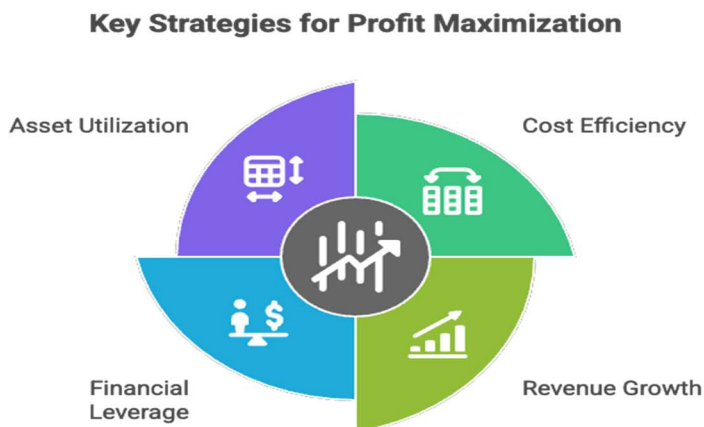 Key Strategies for Profit Maximization
Asset Utilization
Cost Efficiency
$
Financial
Leverage
Revenue Growth